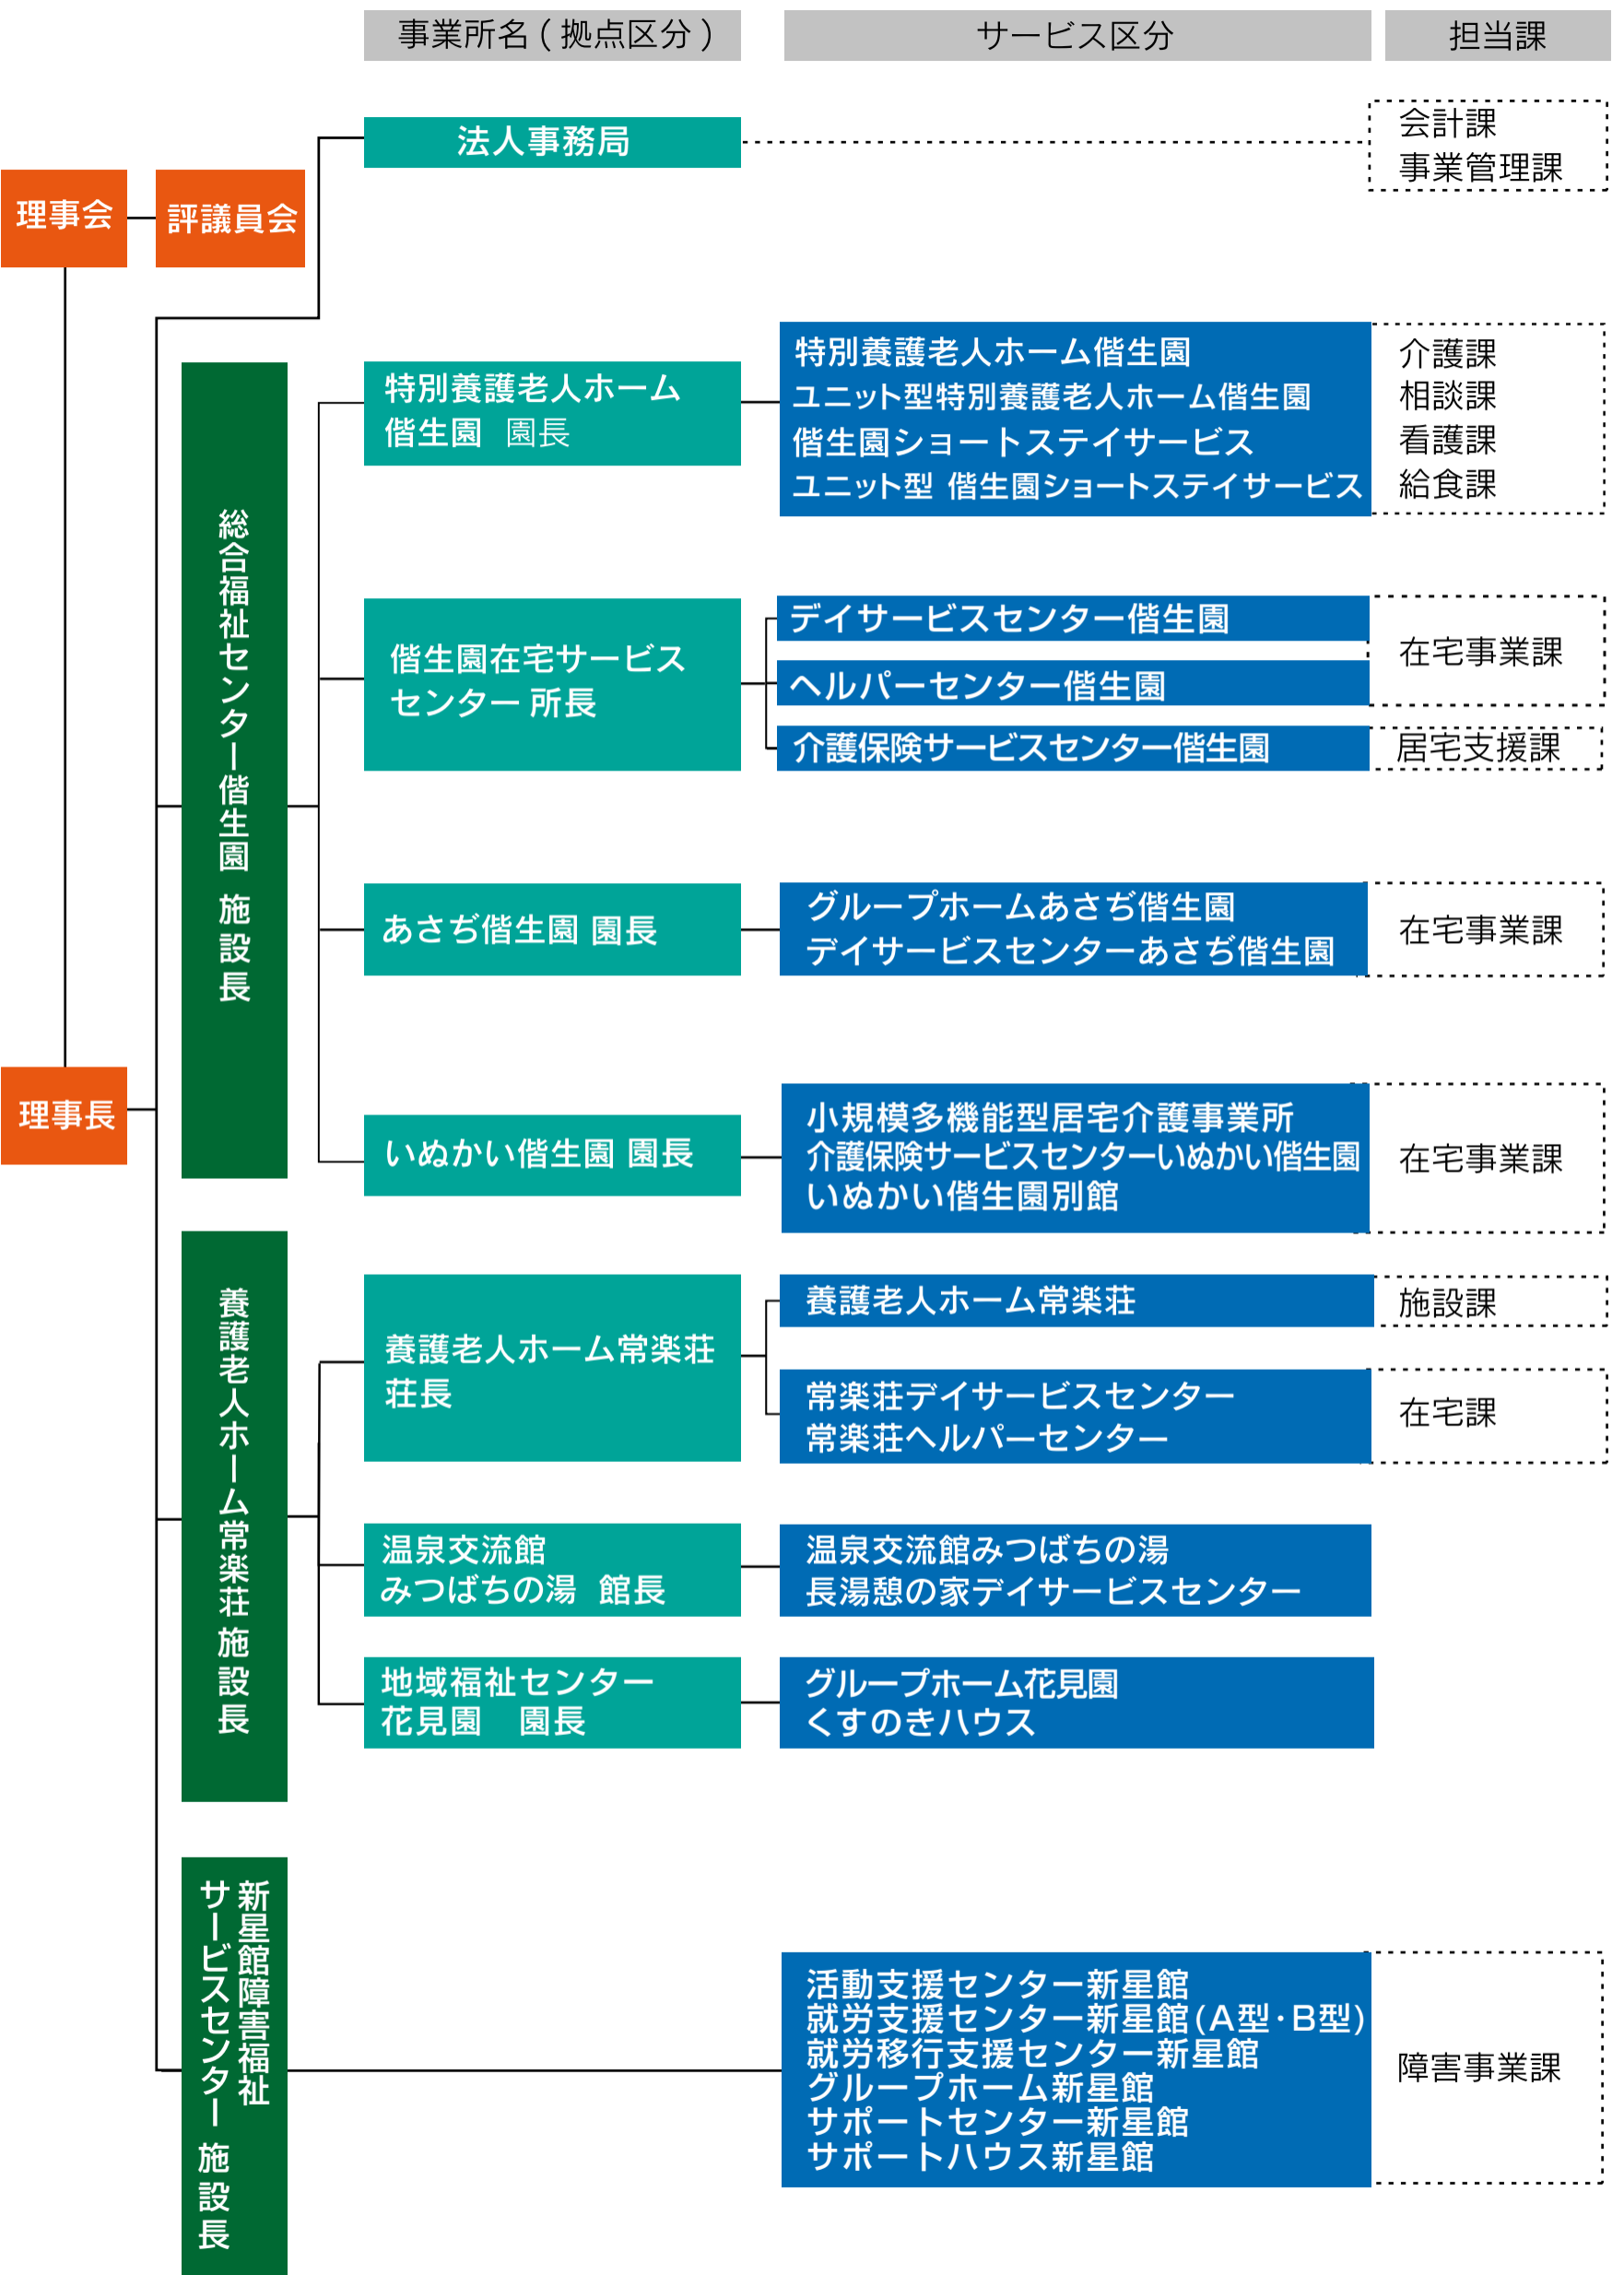 事業所名(拠点区分)
サービス区分
担当課
法人事務局
会計課
事業管理課
理事会
評議員会
理事長
総合福祉センター偕生園 施設長
特別養護老人ホーム
偕生園 園長
特別養護老人ホーム偕生園
ユニット型特別養護老人ホーム偕生園
偕生園ショートステイサービス
ユニット型 偕生園ショートステイサービス
介護課
相談課
看護課
給食課
偕生園在宅サービス
センター 所長
デイサービスセンター偕生園
ヘルパーセンター偕生園
在宅事業課
介護保険サービスセンター偕生園
居宅支援課
あさぢ偕生園 園長
グループホームあさぢ偕生園
デイサービスセンターあさぢ偕生園
在宅事業課
いぬかい偕生園 園長
小規模多機能型居宅介護事業所
介護保険サービスセンターいぬかい偕生園
いぬかい偕生園別館
在宅事業課
養護老人ホーム常楽荘 施設長
養護老人ホーム常楽荘
荘長
養護老人ホーム常楽荘
施設課
常楽荘デイサービスセンター
常楽荘ヘルパーセンター
在宅課
温泉交流館
みつばちの湯 館長
温泉交流館みつばちの湯
長湯憩の家デイサービスセンター
地域福祉センター
花見園 園長
グループホーム花見園
くすのきハウス
新星館障害福祉
サービスセンター 施設長
活動支援センター新星館
就労支援センター新星館(A型・B型)
就労移行支援センター新星館
グループホーム新星館
サポートセンター新星館
サポートハウス新星館
障害事業課